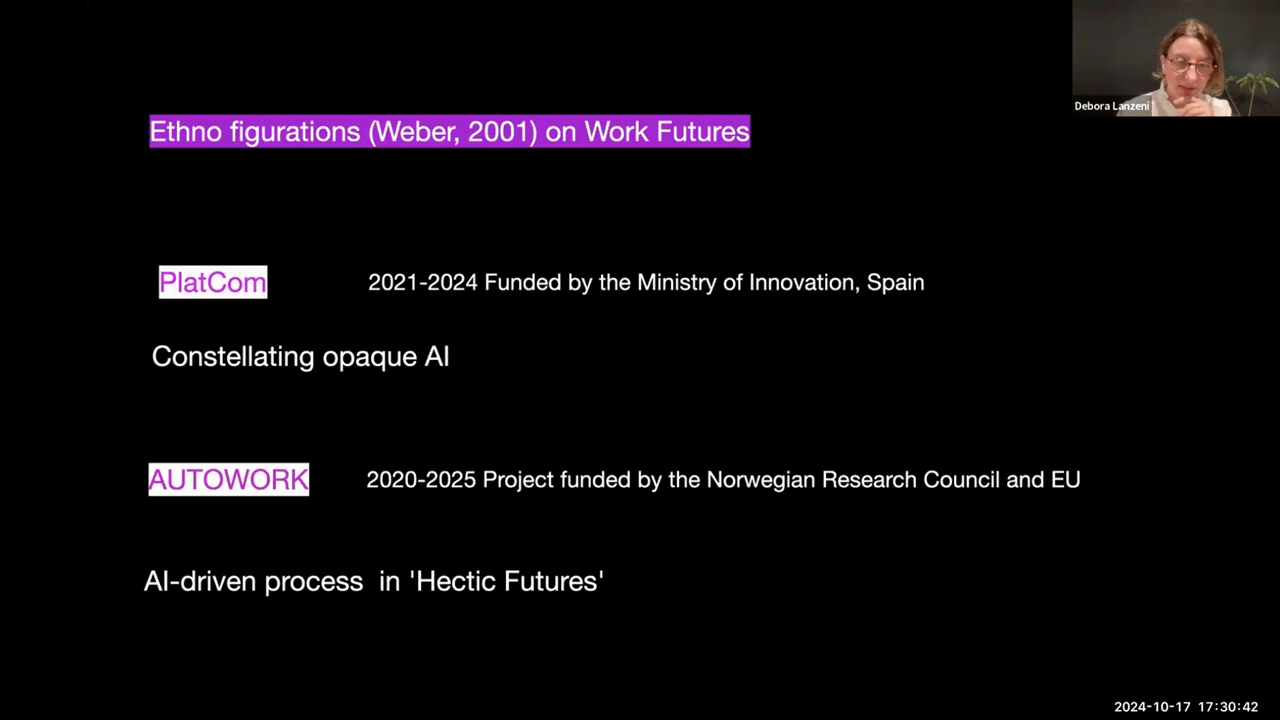 Debora Lanzeni
Ethno figurations (Weber, 2001) on Work Futures
PlatCom 2021-2024 Funded by the Ministry of Innovation, Spain
Constellating opaque AI
AUTOWORK 2020-2025 Project funded by the Norwegian Research Council and EU
AI-driven process in 'Hectic Futures'
2024-10-17 17:30:42